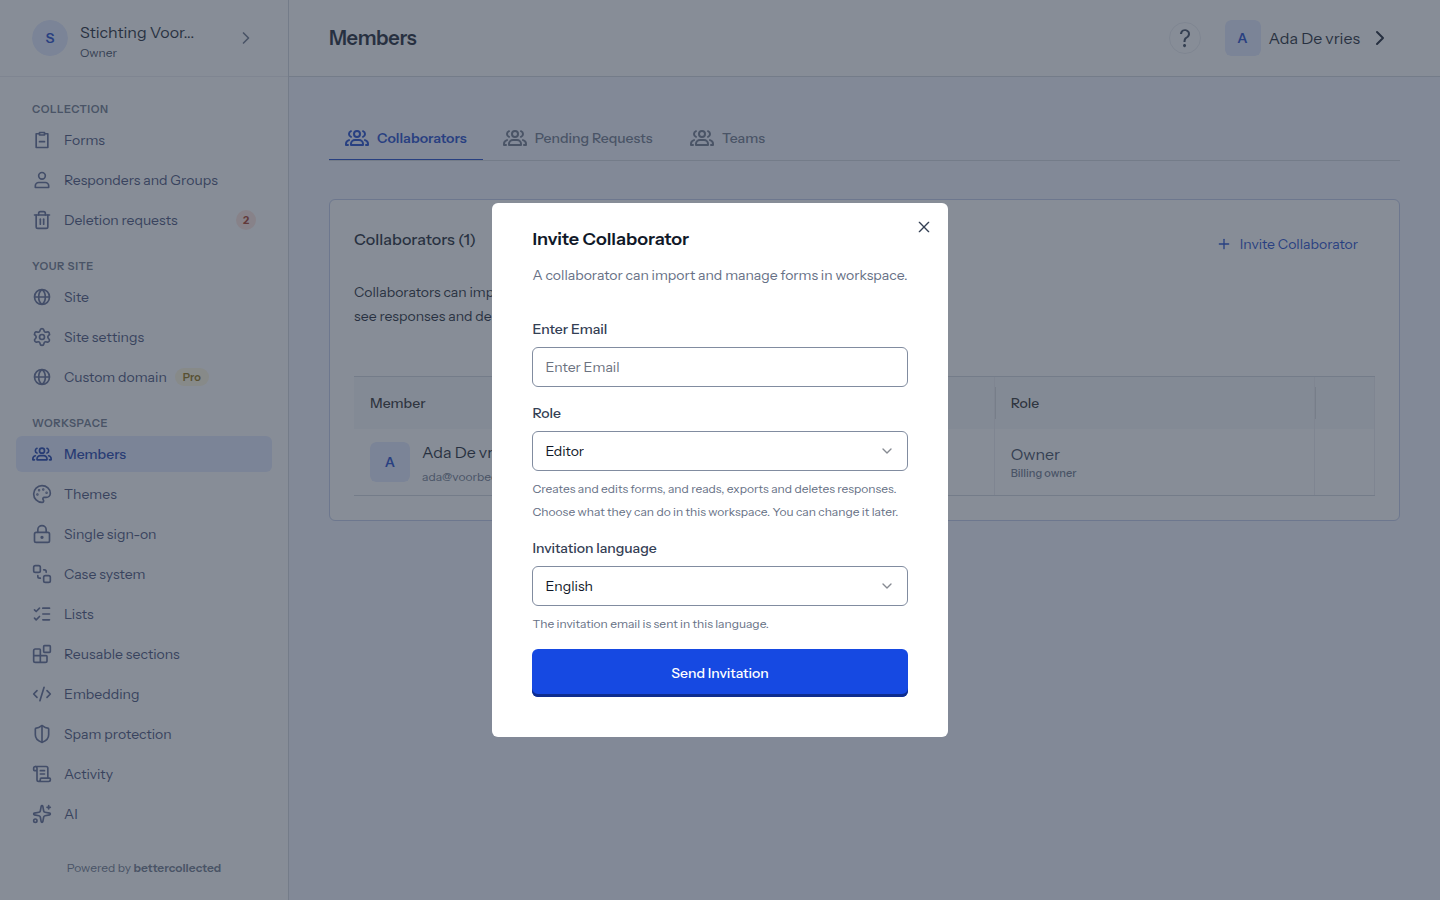 S
Stichting Voor...
Owner
COLLECTION
Forms
Responders and Groups
Deletion requests
2
YOUR SITE
Site
Site settings
Custom domain
Pro
WORKSPACE
Members
Themes
Single sign-on
Case system
Lists
Reusable sections
Embedding
Spam protection
Activity
AI
Powered by bettercollected
Members
?
A
Ada De vries
Collaborators
Pending Requests
Teams
Collaborators (1)
Invite Collaborator
Collaborators can imp
see responses and de
Member
Role
A
Ada De vr
ada@voorbe
Owner
Billing owner
Invite Collaborator
A collaborator can import and manage forms in workspace.
Enter Email
Enter Email
Role
Editor
Creates and edits forms, and reads, exports and deletes responses.
Choose what they can do in this workspace. You can change it later.
Invitation language
English
The invitation email is sent in this language.
Send Invitation